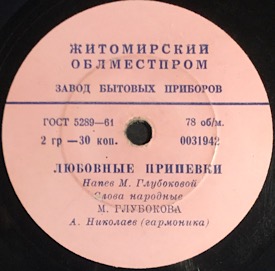 ЖИТОМИРСКИЙ
ОБЛМЕСТПРОМ
ЗАВОД БЫТОВЫХ ПРИБОРОВ
ГОСТ 5289—61 78 об/м.
2 гр —30 коп. 0031942
ЛЮБОВНЫЕ ПРИПЕВКИ
Напев М. Глубоковой
Слова народные
М. ГЛУБОКОВА
А. Николаев (гармоника)